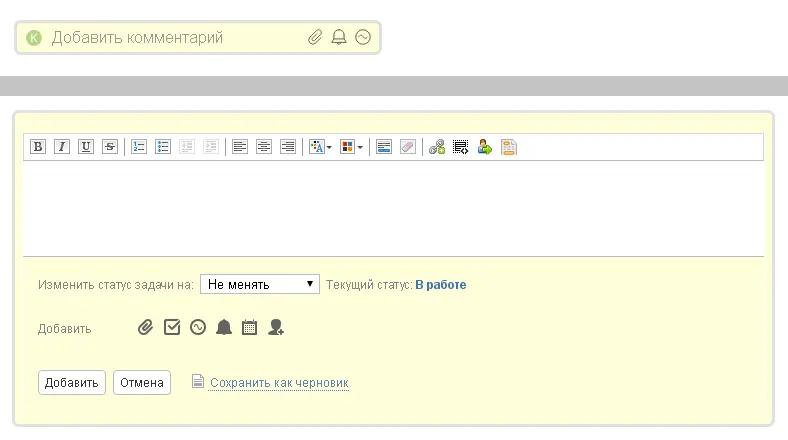 K Добавить комментарий
B I U S
Изменить статус задачи на: Не менять Текущий статус: В работе
Добавить
Добавить Отмена Сохранить как черновик